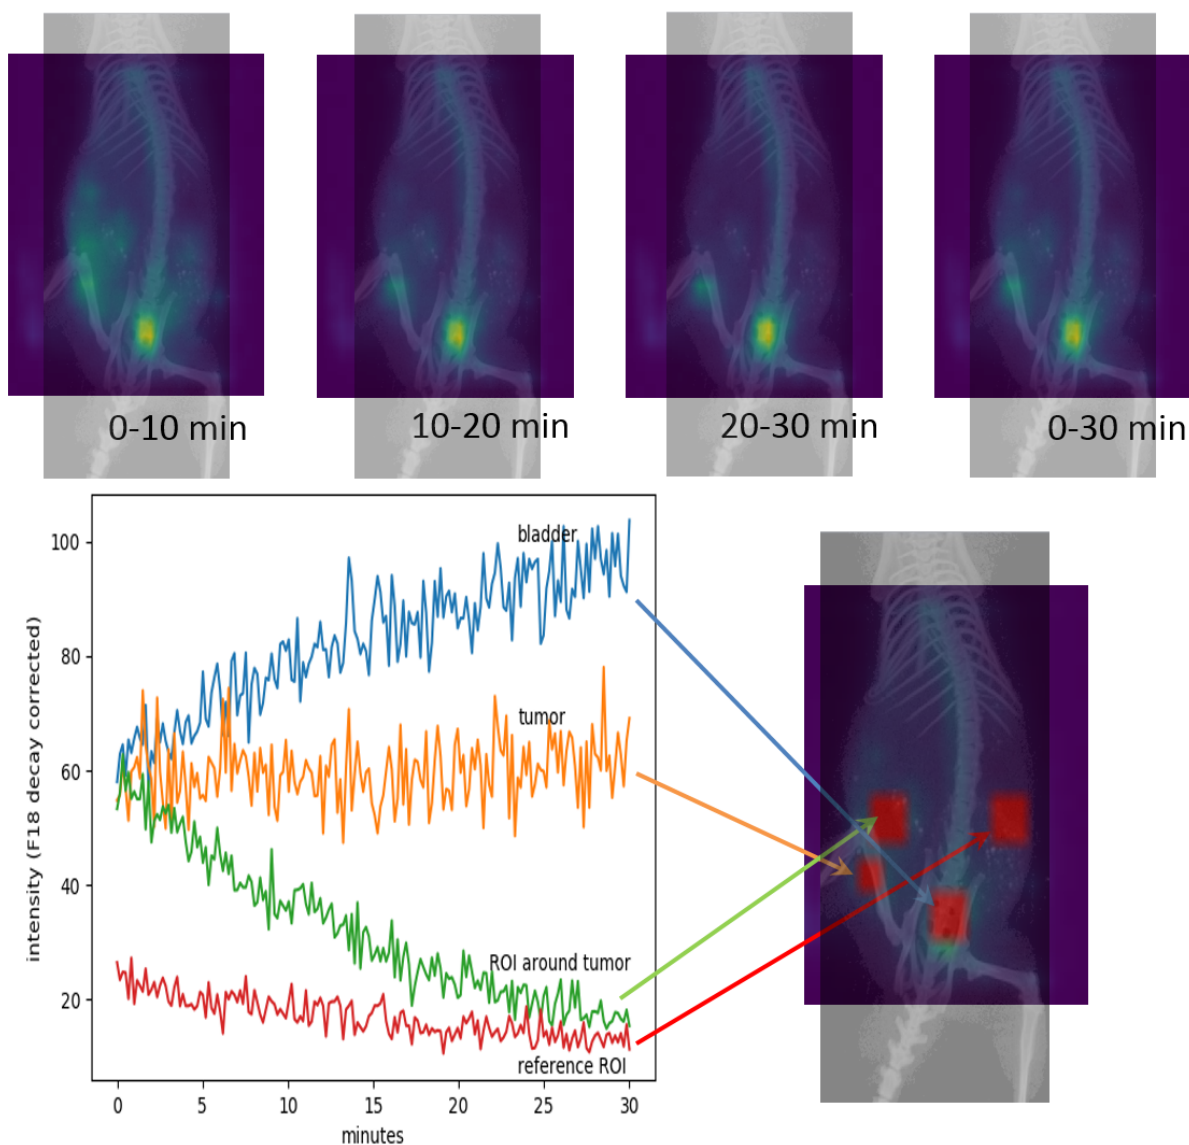 0-10 min
10-20 min
20-30 min
0-30 min
intensity (F18 decay corrected)
100
80
60
40
20
bladder
tumor
ROI around tumor
reference ROI
0
5
10
15
20
25
30
minutes